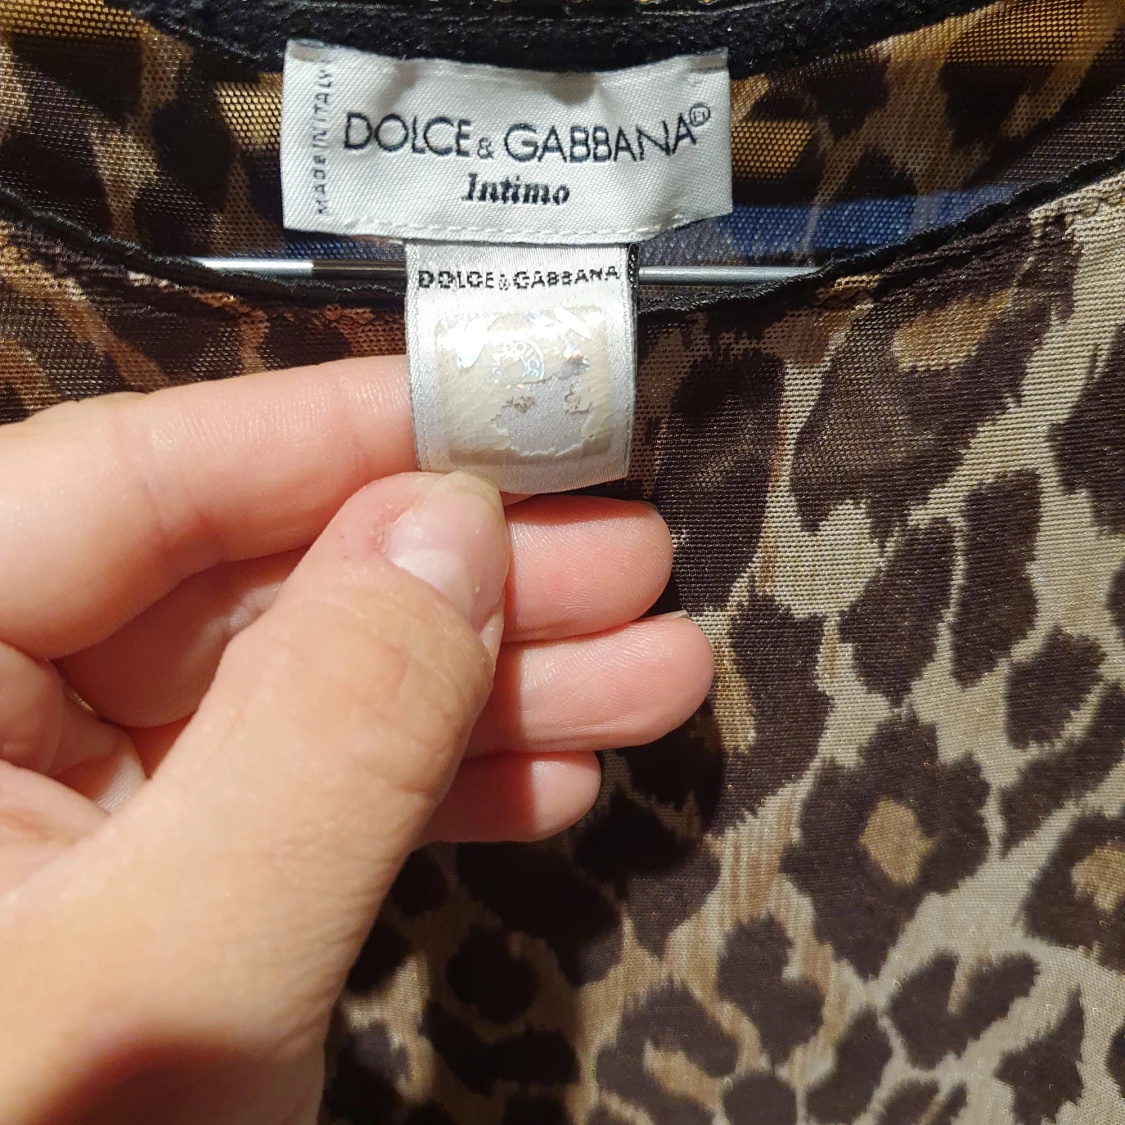 MADE IN ITALY
DOLCE & GABBANA®
Intimo
DOLCE & GABBANA